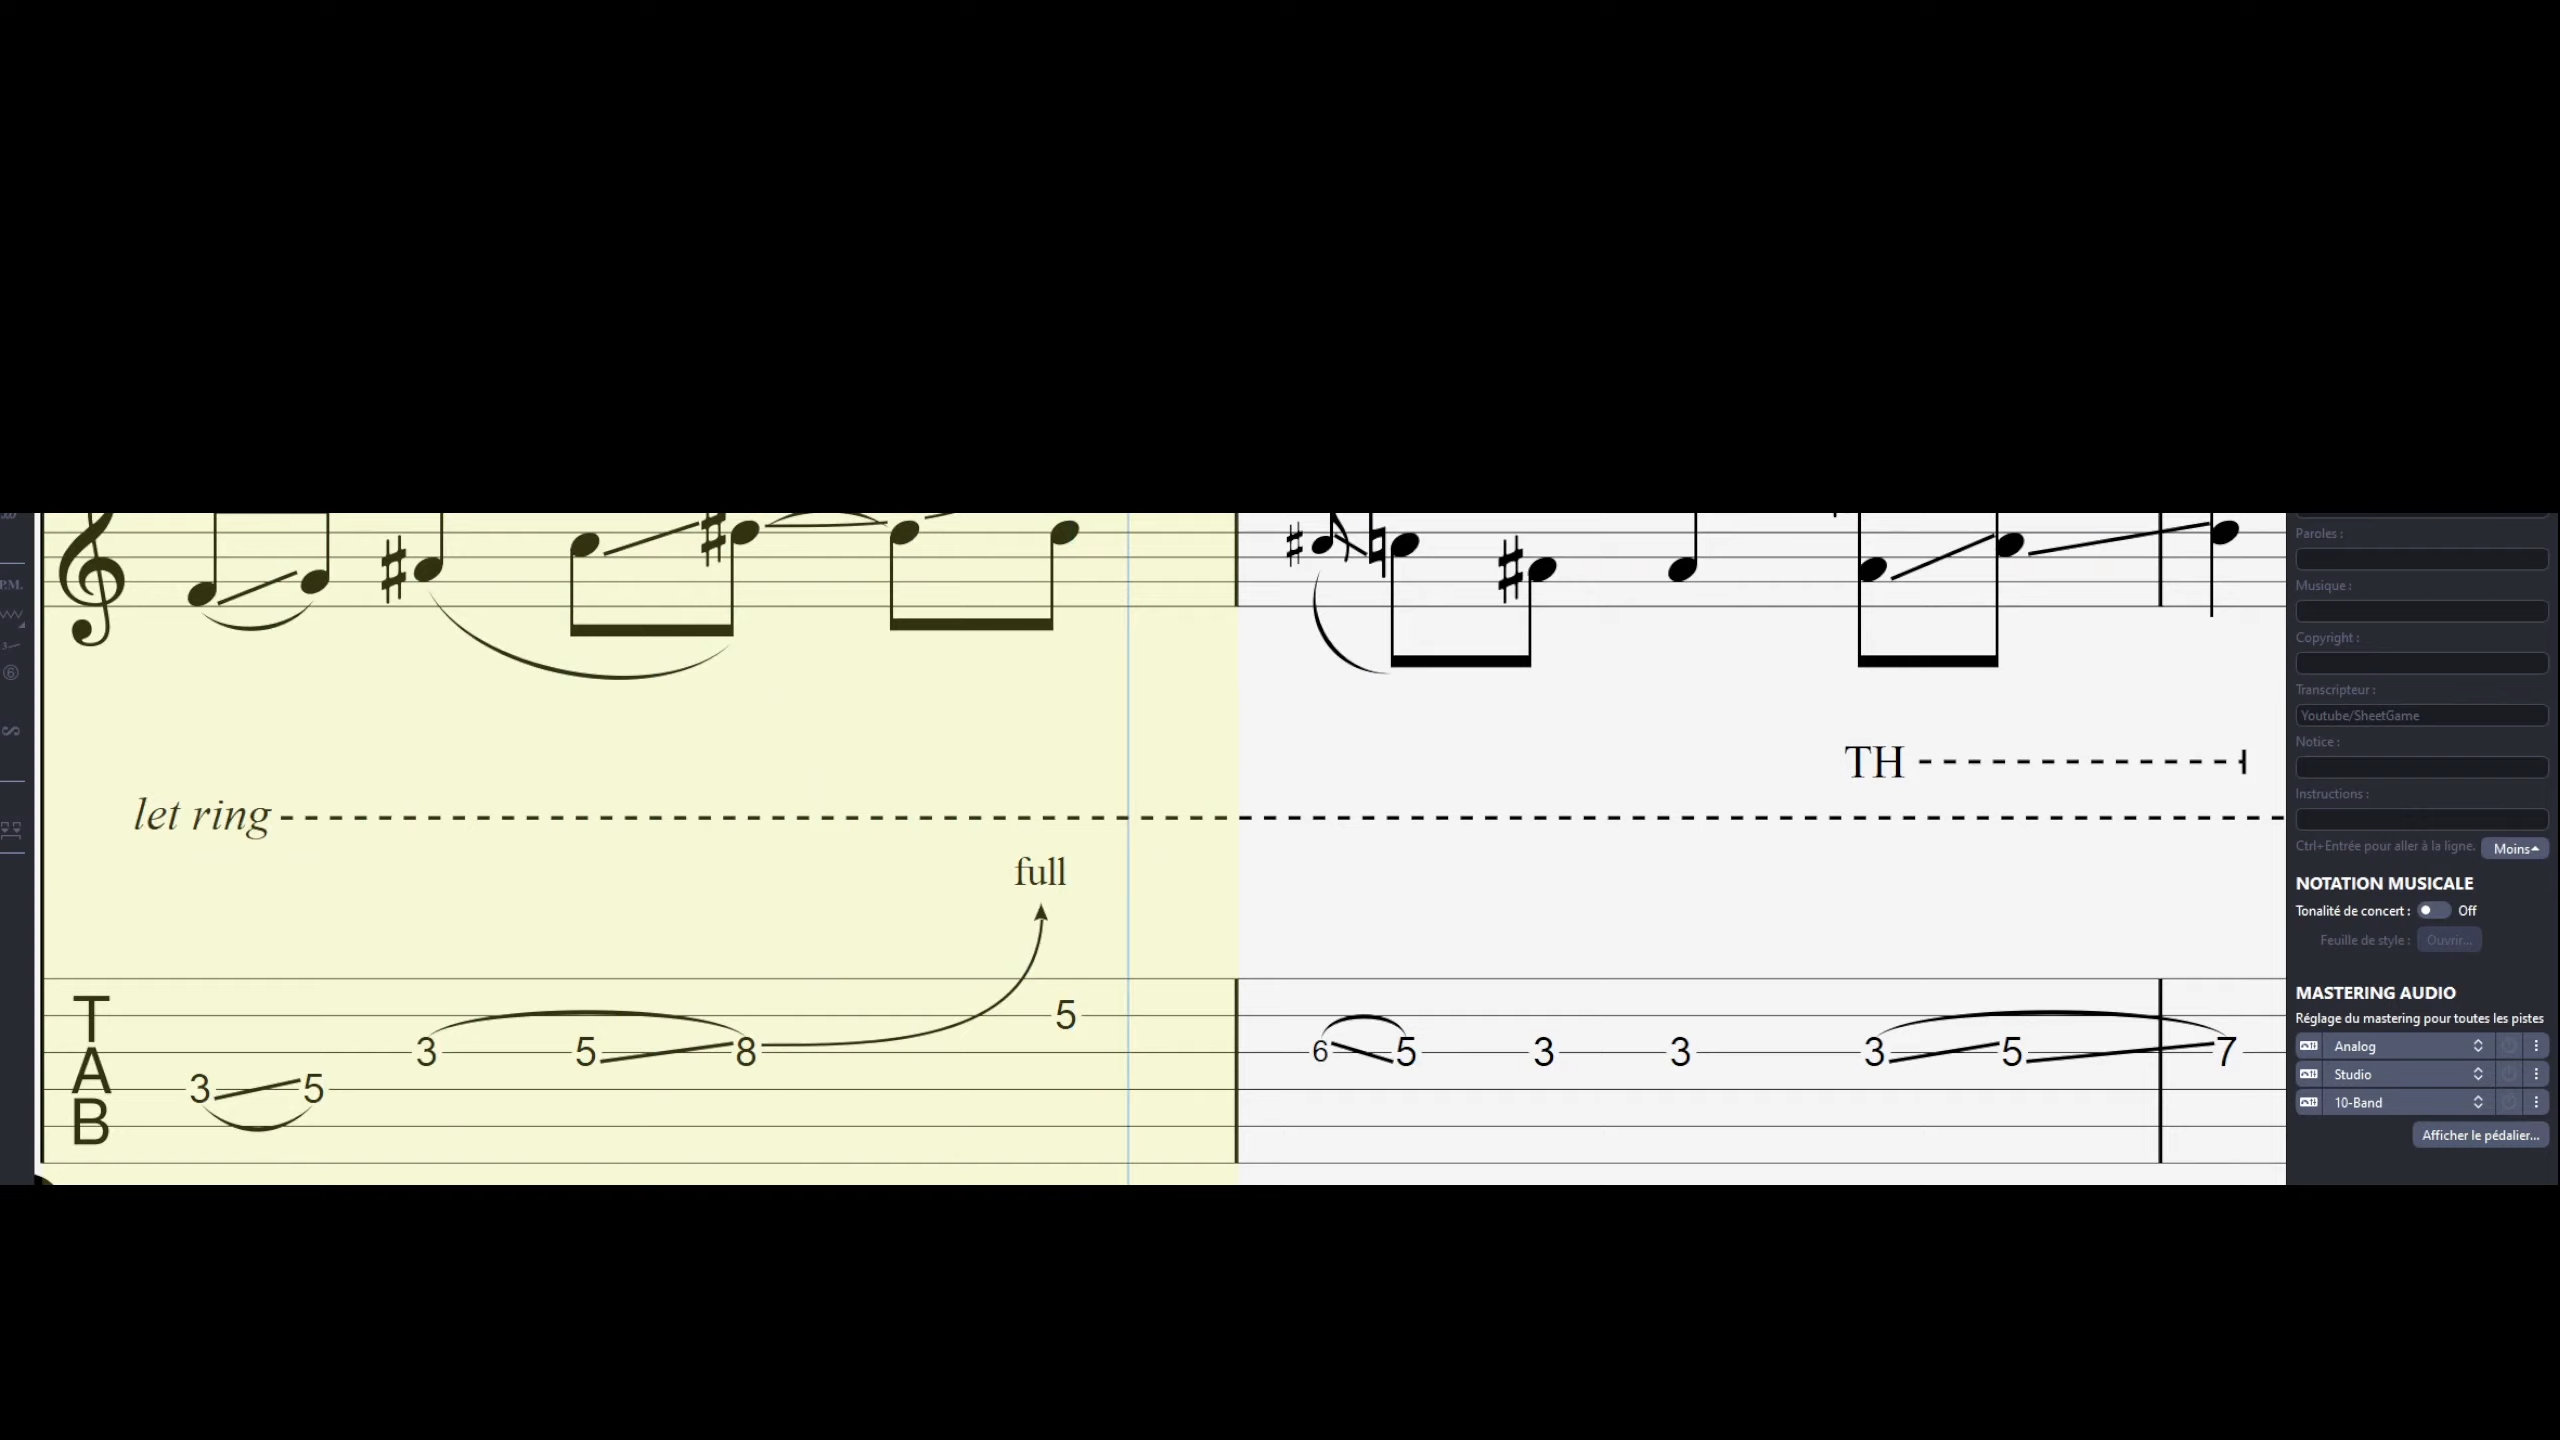 Paroles :
Musique :
Copyright :
Transcripteur :
Youtube/SheetGame
Notice :
Instructions :
Ctrl+Entrée pour aller à la ligne. Moins
NOTATION MUSICALE
Tonalité de concert : Off
Feuille de style : Ouvrir...
MASTERING AUDIO
Réglage du mastering pour toutes les pistes
Analog
Studio
10-Band
Afficher le pédalier...
P.M.
3
6
TH
let ring
full
T
A
B
5
3 5 8 6 5 3 3 3 5 7
3 5